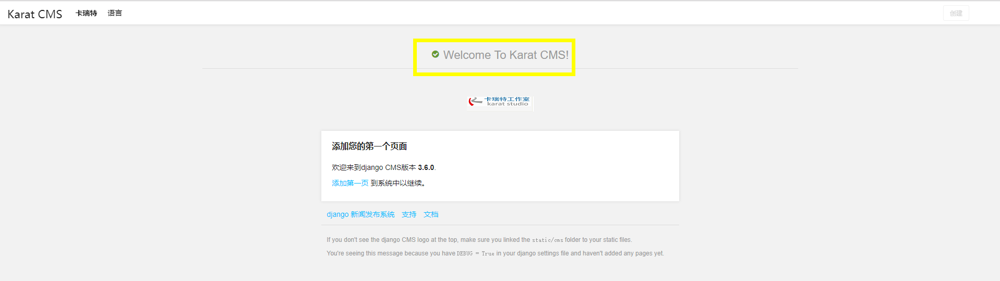 Karat CMS 卡瑞特 语言 创建
Welcome To Karat CMS!
卡瑞特工作室
karat studio
添加您的第一个页面
欢迎来到django CMS版本 3.6.0.
添加第一页 到系统中以继续。
django 新闻发布系统 支持 文档
If you don't see the django CMS logo at the top, make sure you linked the static/cms folder to your static files.
You're seeing this message because you have DEBUG = True in your django settings file and haven't added any pages yet.